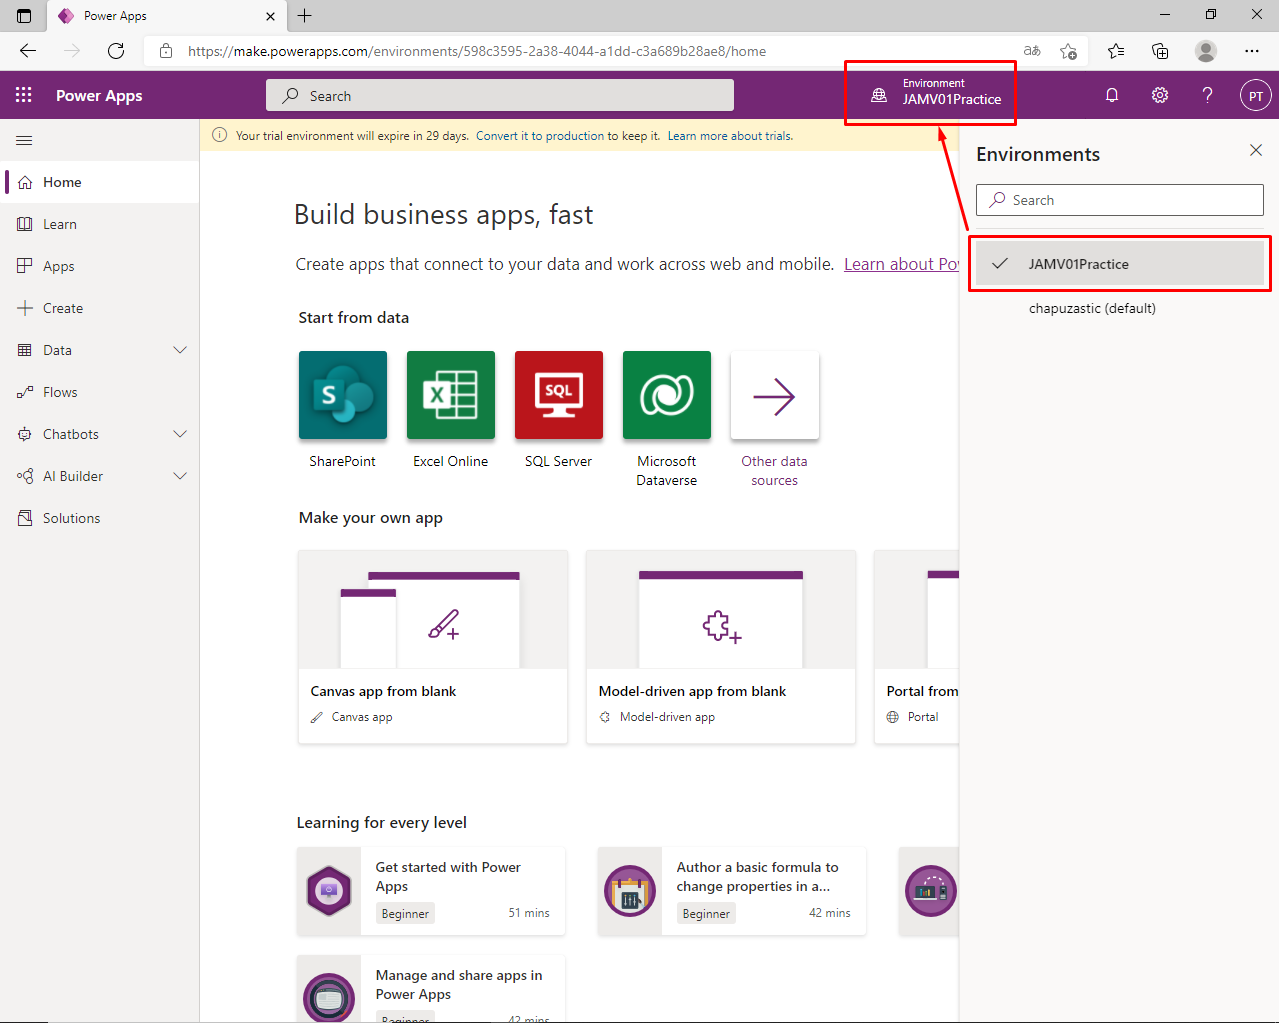 Power Apps
https://make.powerapps.com/environments/598c3595-2a38-4044-a1dd-c3a689b28ae8/home
aあ
Power Apps
Search
Environment
JAMV01Practice
?
PT
Your trial environment will expire in 29 days. Convert it to production to keep it. Learn more about trials.
Home
Learn
Apps
Create
Data
Flows
Chatbots
AI Builder
Solutions
Build business apps, fast
Create apps that connect to your data and work across web and mobile. Learn about Pow
Start from data
S
X
SQL
SharePoint
Excel Online
SQL Server
Microsoft
Dataverse
Other data
sources
Make your own app
Canvas app from blank
Canvas app
Model-driven app from blank
Model-driven app
Portal from
Portal
Learning for every level
Get started with Power
Apps
Beginner
51 mins
Author a basic formula to
change properties in a...
Beginner
42 mins
Manage and share apps in
Power Apps
Beginner
42 mins
Environments
Search
JAMV01Practice
chapuzastic (default)